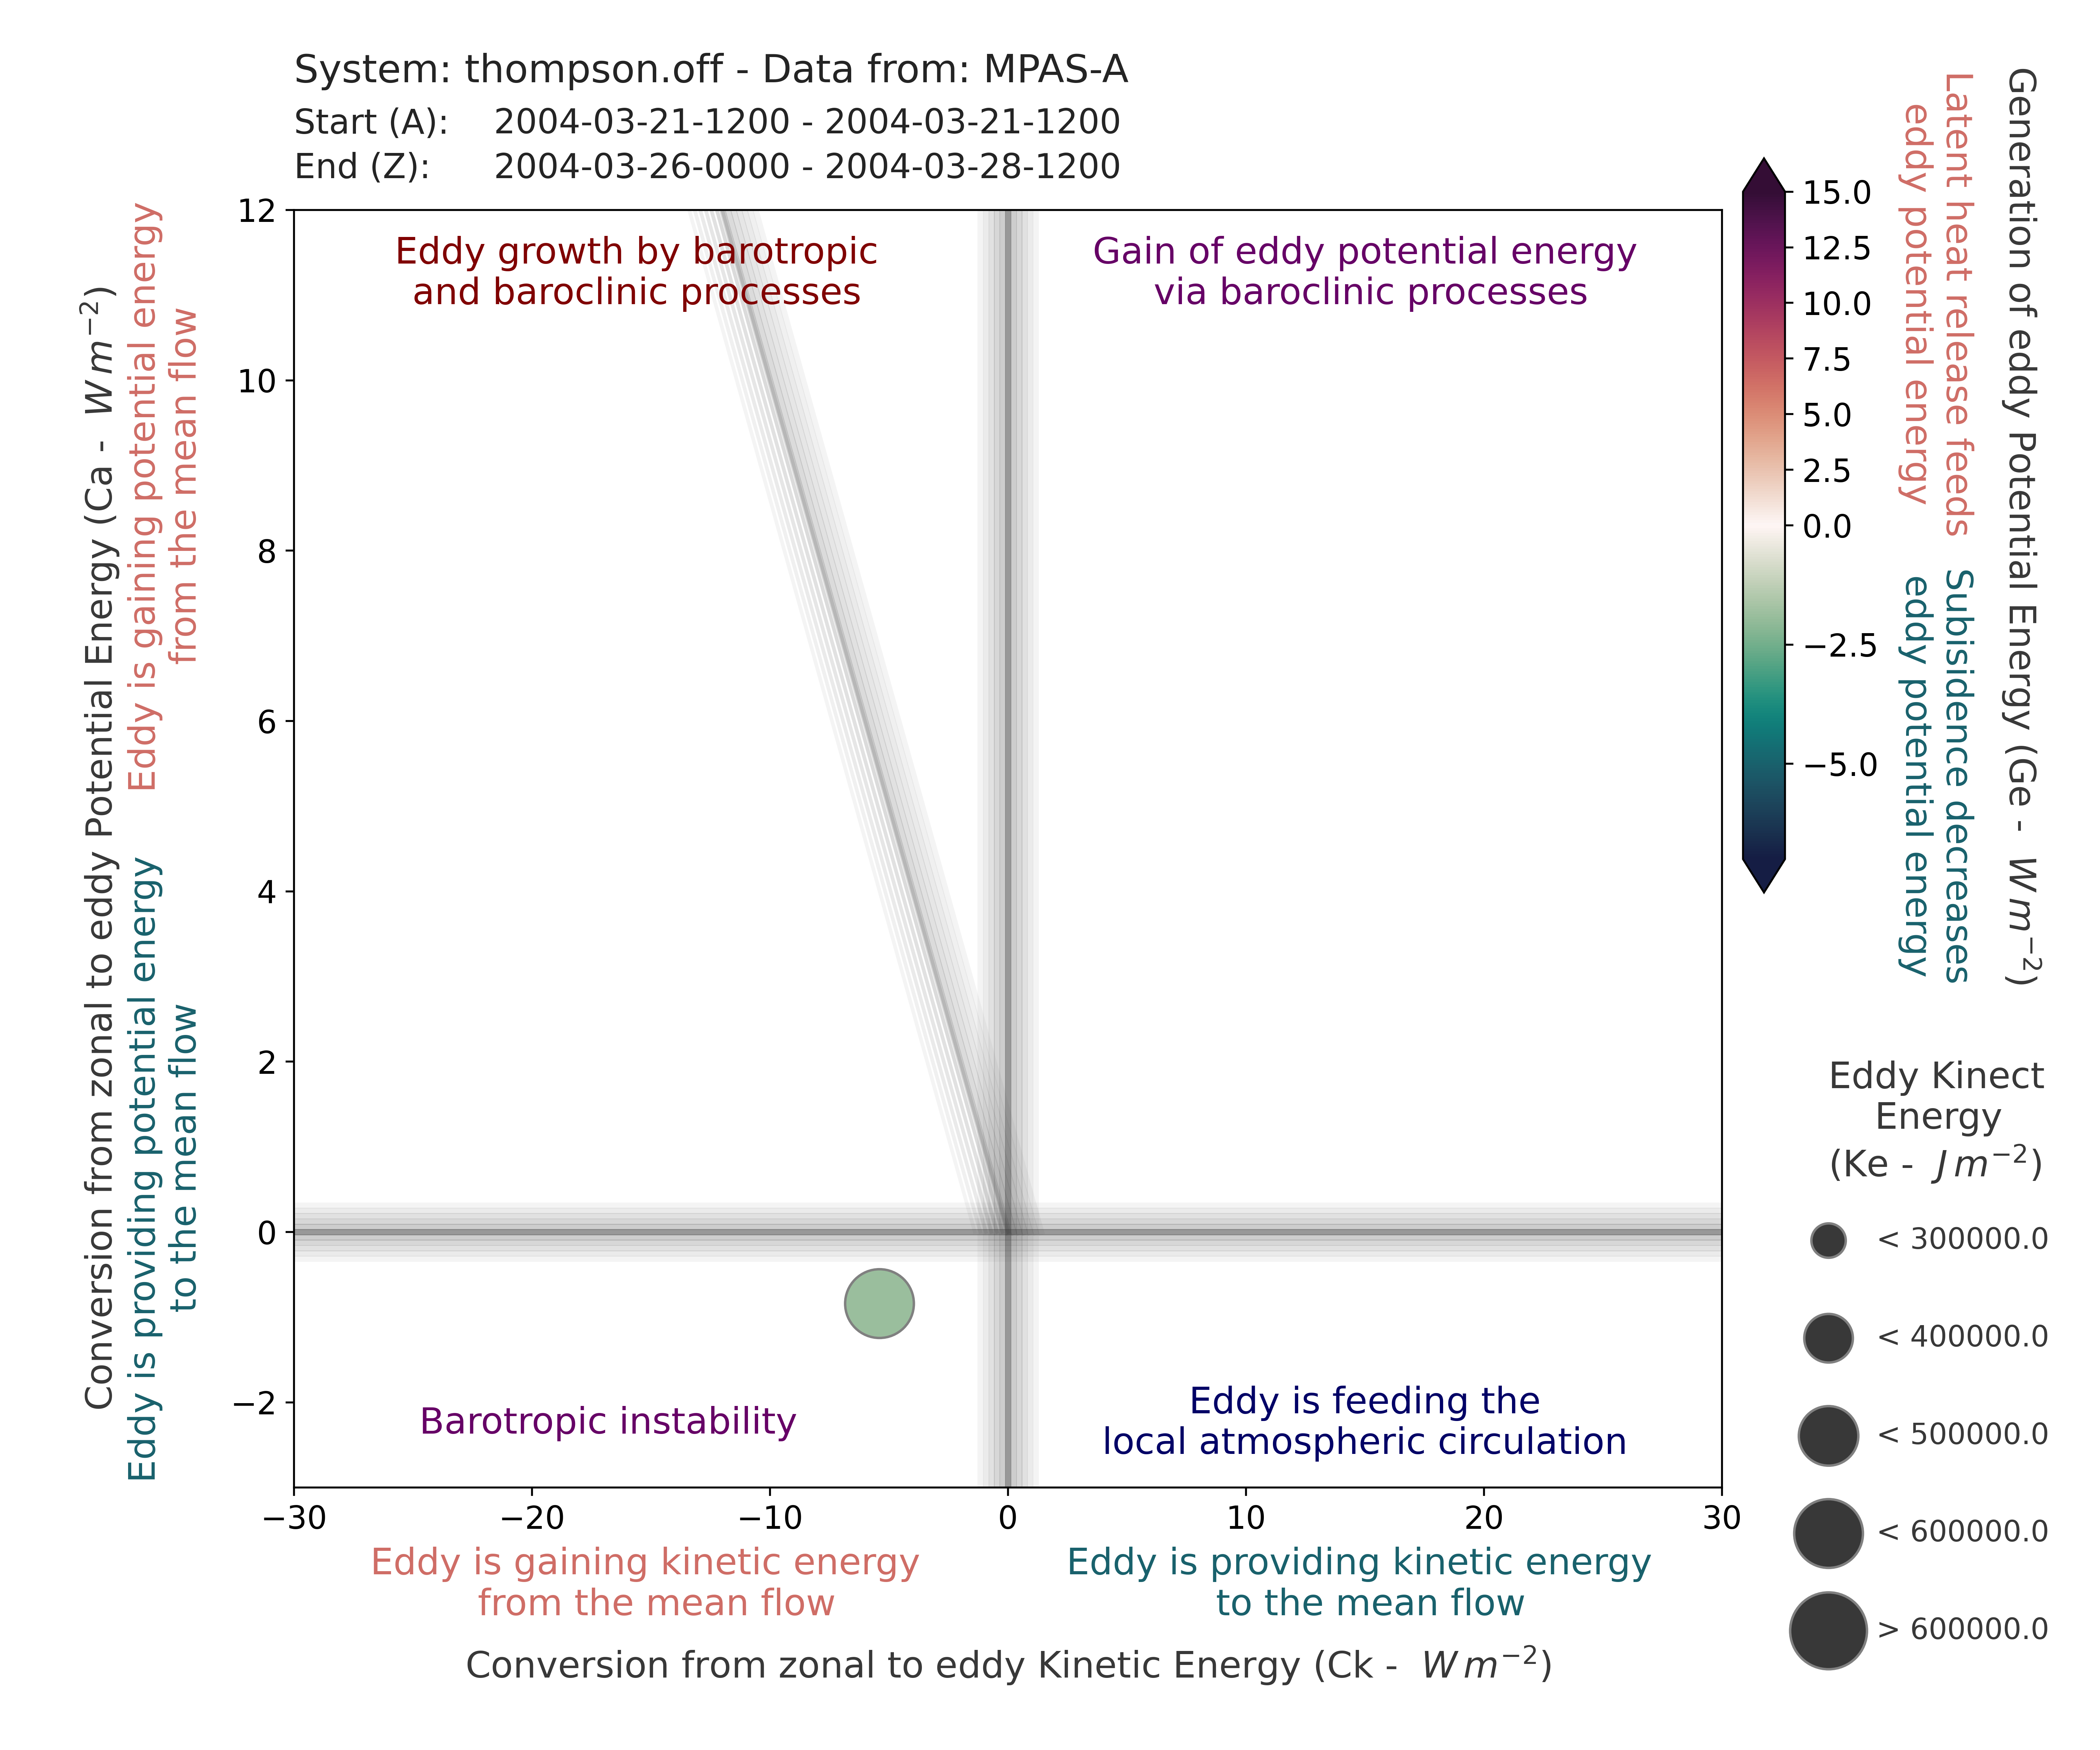 System: thompson.off - Data from: MPAS-A
Start (A): 2004-03-21-1200 - 2004-03-21-1200
End (Z): 2004-03-26-0000 - 2004-03-28-1200
Conversion from zonal to eddy Potential Energy (Ca - W m⁻²)
Eddy is gaining potential energy
from the mean flow
Eddy is providing potential energy
to the mean flow
12
10
8
6
4
2
0
−2
Eddy growth by barotropic
and baroclinic processes
Gain of eddy potential energy
via baroclinic processes
Barotropic instability
Eddy is feeding the
local atmospheric circulation
−30
−20
−10
0
10
20
30
Eddy is gaining kinetic energy
from the mean flow
Eddy is providing kinetic energy
to the mean flow
Conversion from zonal to eddy Kinetic Energy (Ck - W m⁻²)
15.0
12.5
10.0
7.5
5.0
2.5
0.0
−2.5
−5.0
Latent heat release feeds
eddy potential energy
Subisidence decreases
eddy potential energy
Generation of eddy Potential Energy (Ge - W m⁻²)
Eddy Kinect
Energy
(Ke - J m⁻²)
< 300000.0
< 400000.0
< 500000.0
< 600000.0
> 600000.0